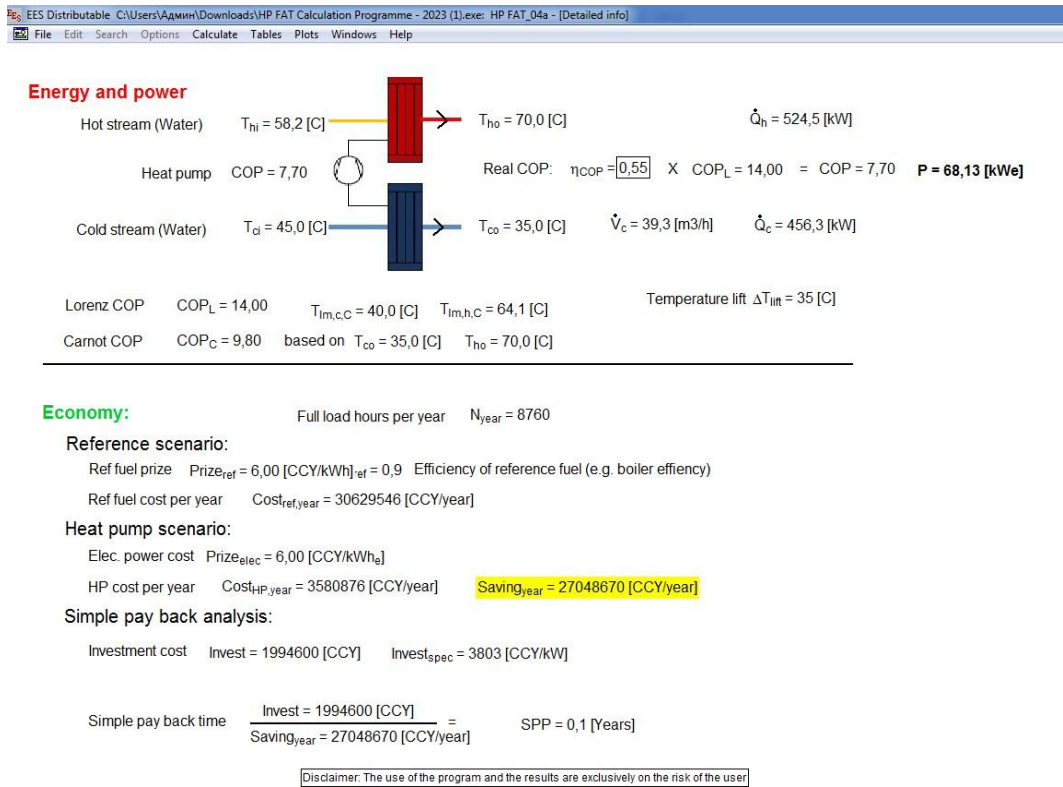 EES Distributable C:\Users\Админ\Downloads\HP FAT Calculation Programme - 2023 (1).exe: HP FAT_04a - [Detailed info]
File Edit Search Options Calculate Tables Plots Windows Help
Energy and power
Hot stream (Water) Thi = 58,2 [C] Tho = 70,0 [C] Q̇h = 524,5 [kW]
Heat pump COP = 7,70 Real COP: ηCOP = 0,55 X COPL = 14,00 = COP = 7,70 P = 68,13 [kWe]
Cold stream (Water) Tci = 45,0 [C] Tco = 35,0 [C] V̇c = 39,3 [m3/h] Q̇c = 456,3 [kW]
Lorenz COP COPL = 14,00 Tlm,c,C = 40,0 [C] Tlm,h,C = 64,1 [C] Temperature lift ΔTlift = 35 [C]
Carnot COP COPC = 9,80 based on Tco = 35,0 [C] Tho = 70,0 [C]
Economy: Full load hours per year Nyear = 8760
Reference scenario:
Ref fuel prize Prizeref = 6,00 [CCY/kWh] ref = 0,9 Efficiency of reference fuel (e.g. boiler effiency)
Ref fuel cost per year Costref,year = 30629546 [CCY/year]
Heat pump scenario:
Elec. power cost Prizeelec = 6,00 [CCY/kWhe]
HP cost per year CostHP,year = 3580876 [CCY/year] Savingyear = 27048670 [CCY/year]
Simple pay back analysis:
Investment cost Invest = 1994600 [CCY] Investspec = 3803 [CCY/kW]
Simple pay back time Invest = 1994600 [CCY] = SPP = 0,1 [Years]
Savingyear = 27048670 [CCY/year]
Disclaimer: The use of the program and the results are exclusively on the risk of the user